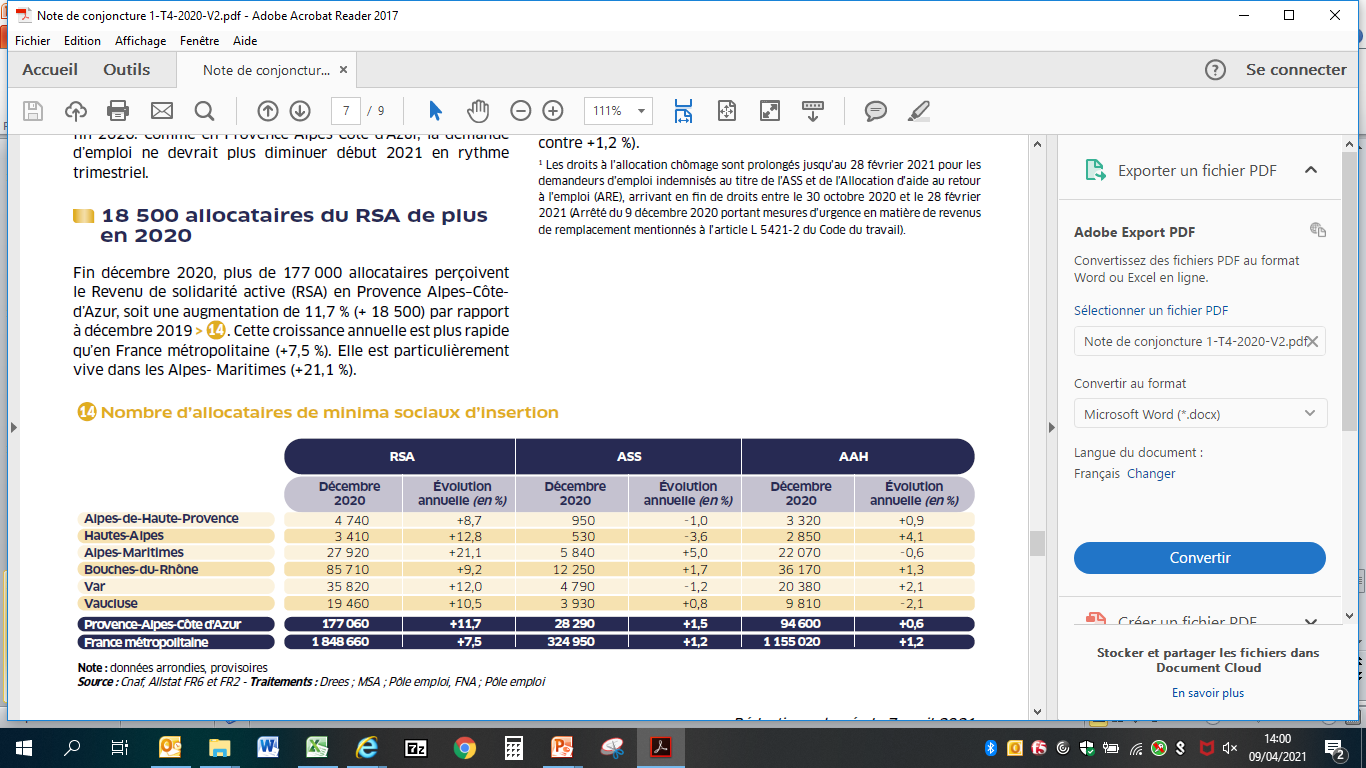 Note de conjoncture 1-T4-2020-V2.pdf - Adobe Acrobat Reader 2017
Fichier Edition Affichage Fenêtre Aide
Accueil Outils Note de conjonctur... × ? Se connecter
7 / 9 111%
fin 2020. Comme en Provence-Alpes-Côte d'Azur, la demande
d'emploi ne devrait plus diminuer début 2021 en rythme
trimestriel.
18 500 allocataires du RSA de plus
en 2020
Fin décembre 2020, plus de 177 000 allocataires perçoivent
le Revenu de solidarité active (RSA) en Provence Alpes–Côte-
d'Azur, soit une augmentation de 11,7 % (+ 18 500) par rapport
à décembre 2019 > 14. Cette croissance annuelle est plus rapide
qu'en France métropolitaine (+7,5 %). Elle est particulièrement
vive dans les Alpes- Maritimes (+21,1 %).
contre +1,2 %).
¹ Les droits à l'allocation chômage sont prolongés jusqu'au 28 février 2021 pour les
demandeurs d'emploi indemnisés au titre de l'ASS et de l'Allocation d'aide au retour
à l'emploi (ARE), arrivant en fin de droits entre le 30 octobre 2020 et le 28 février
2021 (Arrêté du 9 décembre 2020 portant mesures d'urgence en matière de revenus
de remplacement mentionnés à l'article L 5421-2 du Code du travail).
14 Nombre d'allocataires de minima sociaux d'insertion
RSA ASS AAH
Décembre 2020 Évolution annuelle (en %) Décembre 2020 Évolution annuelle (en %) Décembre 2020 Évolution annuelle (en %)
Alpes-de-Haute-Provence 4 740 +8,7 950 -1,0 3 320 +0,9
Hautes-Alpes 3 410 +12,8 530 -3,6 2 850 +4,1
Alpes-Maritimes 27 920 +21,1 5 840 +5,0 22 070 -0,6
Bouches-du-Rhône 85 710 +9,2 12 250 +1,7 36 170 +1,3
Var 35 820 +12,0 4 790 -1,2 20 380 +2,1
Vaucluse 19 460 +10,5 3 930 +0,8 9 810 -2,1
Provence-Alpes-Côte d'Azur 177 060 +11,7 28 290 +1,5 94 600 +0,6
France métropolitaine 1 848 660 +7,5 324 950 +1,2 1 155 020 +1,2
Note : données arrondies, provisoires
Source : Cnaf, Allstat FR6 et FR2 - Traitements : Drees ; MSA ; Pôle emploi, FNA ; Pôle emploi
Exporter un fichier PDF
Adobe Export PDF
Convertissez des fichiers PDF au format
Word ou Excel en ligne.
Sélectionner un fichier PDF
Note de conjoncture 1-T4-2020-V2.pdf
Convertir au format
Microsoft Word (*.docx)
Langue du document :
Français Changer
Convertir
Créer un fichier PDF
Stocker et partager les fichiers dans
Document Cloud
En savoir plus
14:00
09/04/2021
2